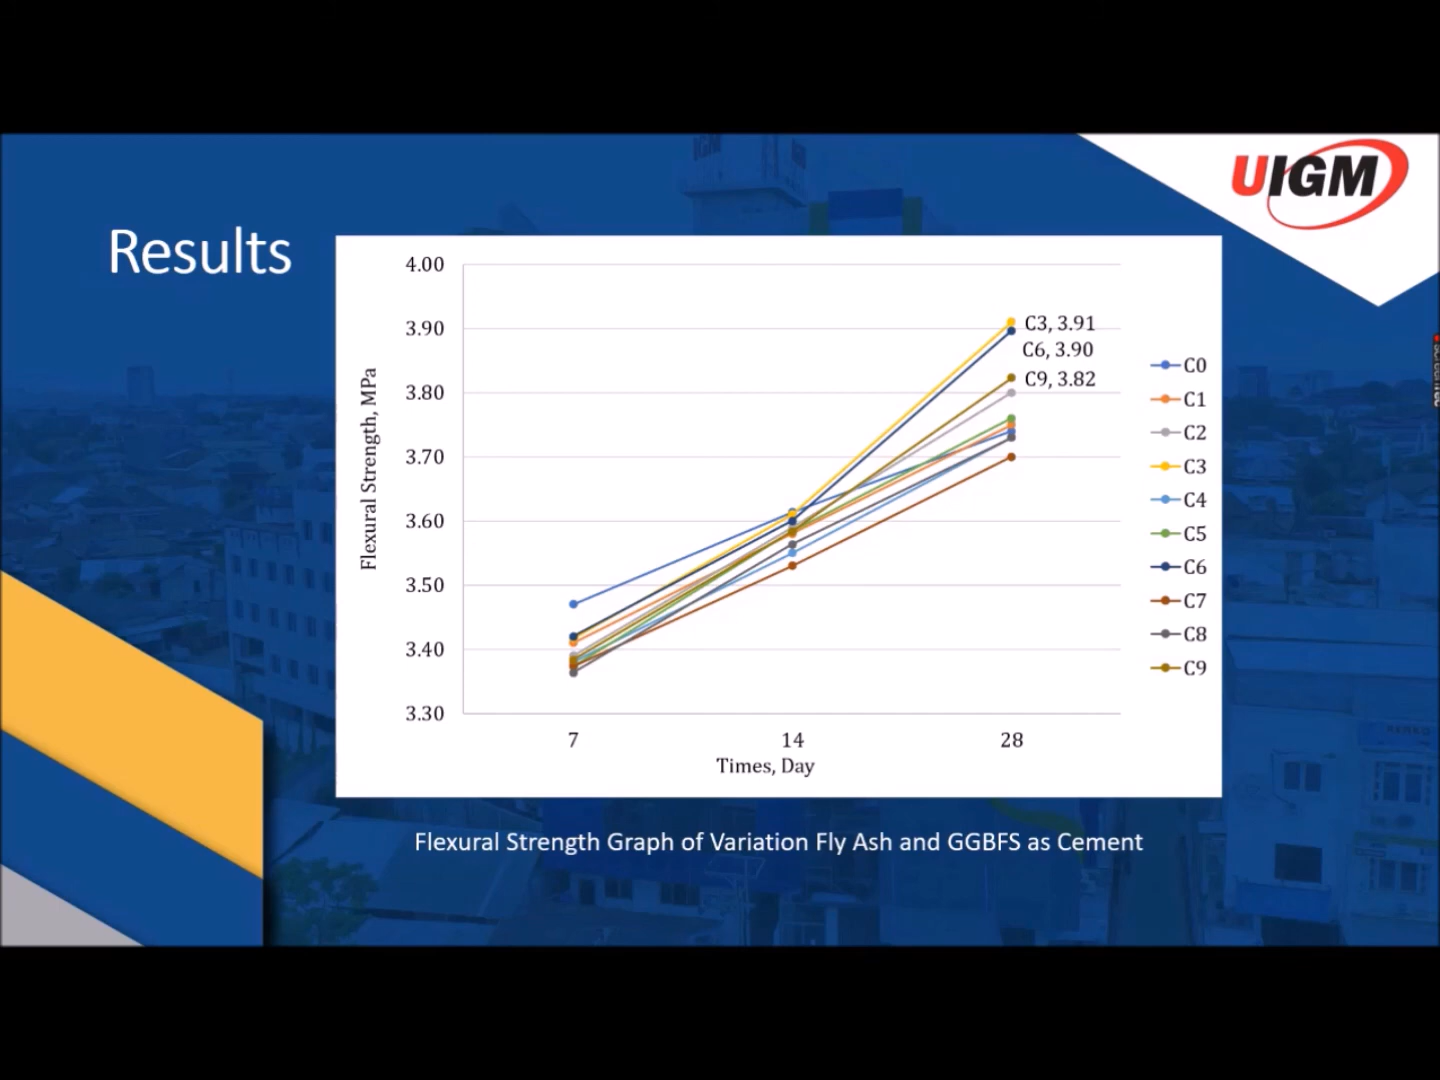 UIGM
Results
4.00
3.90
3.80
3.70
3.60
3.50
3.40
3.30
Flexural Strength, MPa
C3, 3.91
C6, 3.90
C9, 3.82
C0
C1
C2
C3
C4
C5
C6
C7
C8
C9
7 14 28
Times, Day
Flexural Strength Graph of Variation Fly Ash and GGBFS as Cement